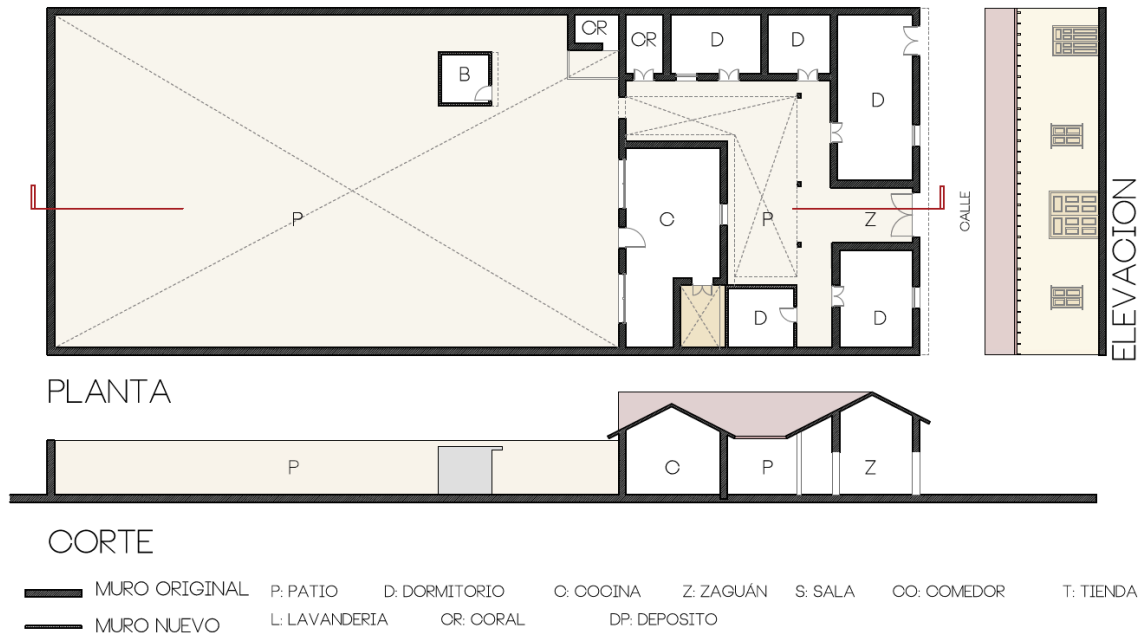 CR
CR D D
B
D
CALLE
ELEVACION
P C P Z
D D
PLANTA
P C P Z
CORTE
MURO ORIGINAL P: PATIO D: DORMITORIO C: COCINA Z: ZAGUÁN S: SALA CO: COMEDOR T: TIENDA
MURO NUEVO L: LAVANDERIA CR: CORAL DP: DEPOSITO